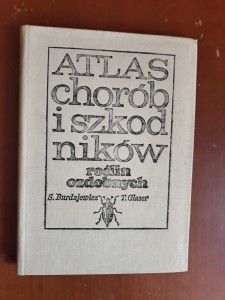 ATLAS
chorób
i szkod
ników
roślin
ozdobnych
S. Burdajewicz T. Glaser